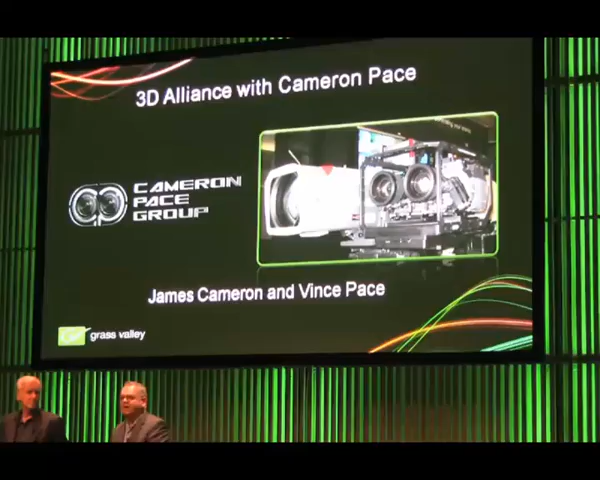 3D Alliance with Cameron Pace
CAMERON
PACE
GROUP
James Cameron and Vince Pace
grass valley